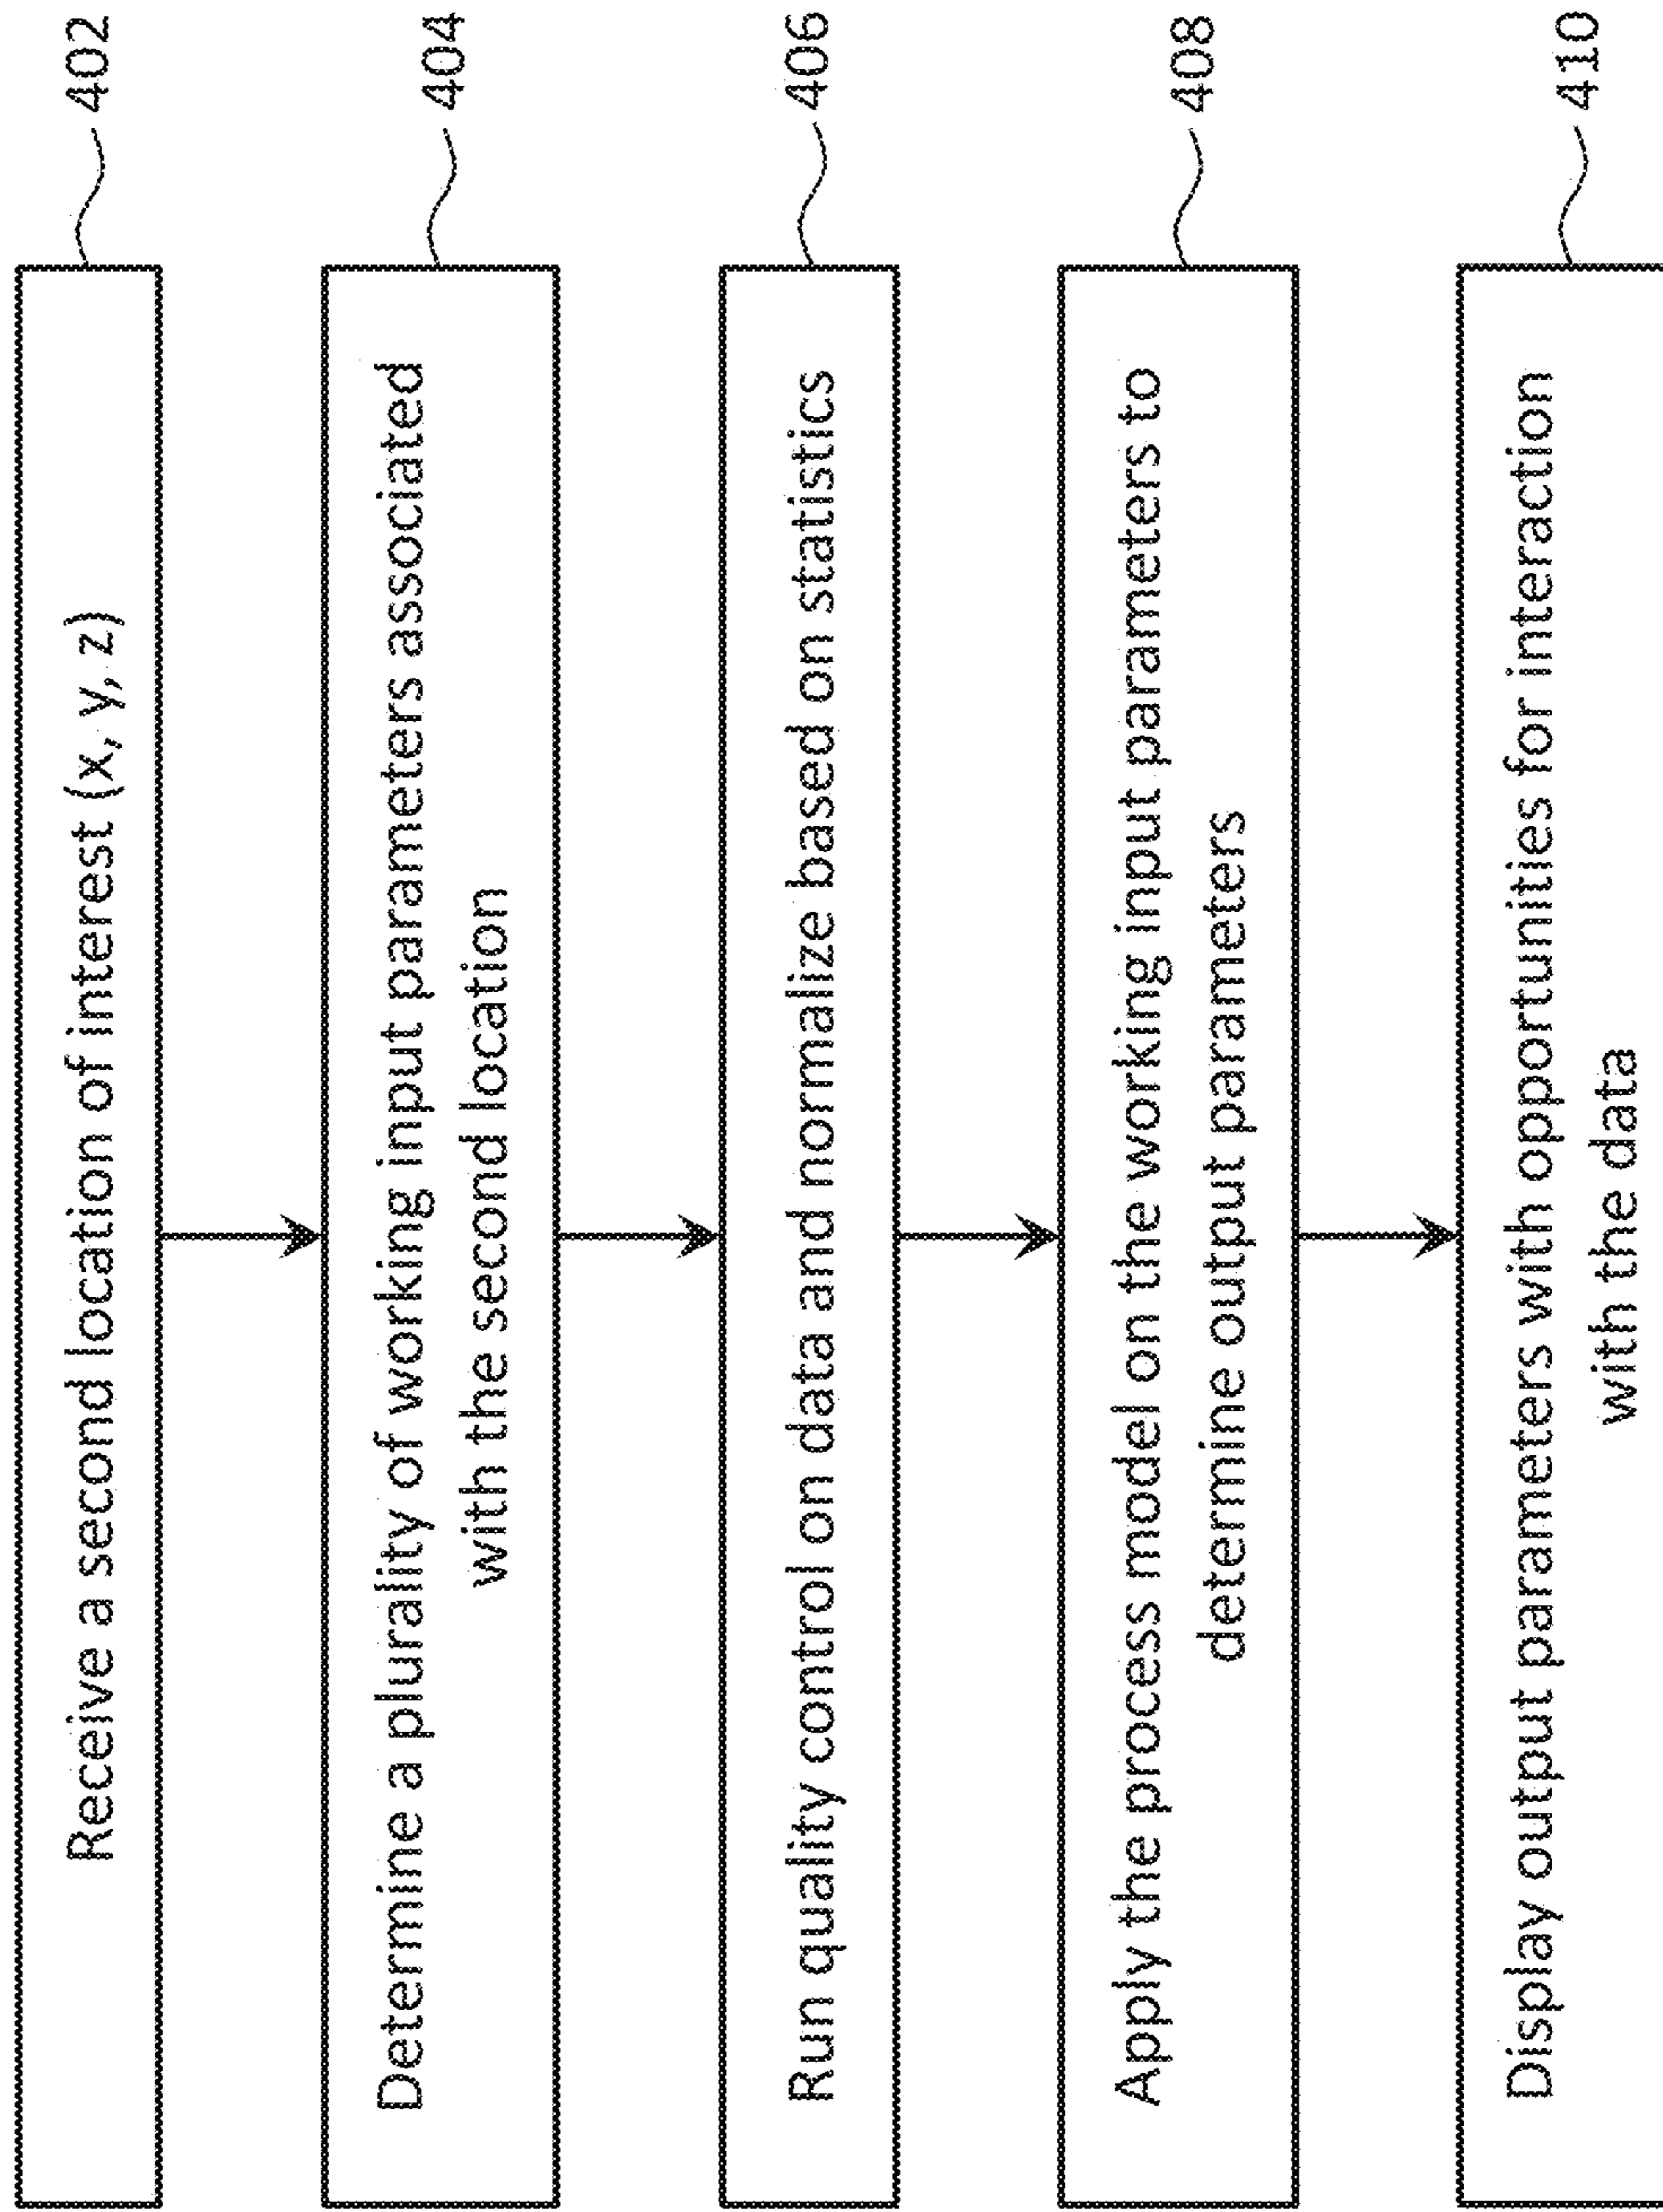 Receive a second location of interest (x, y, z)
402
Determine a plurality of working input parameters associated
with the second location
404
Run quality control on data and normalize based on statistics
406
Apply the process model on the working input parameters to
determine output parameters
408
Display output parameters with opportunities for interaction
with the data
410